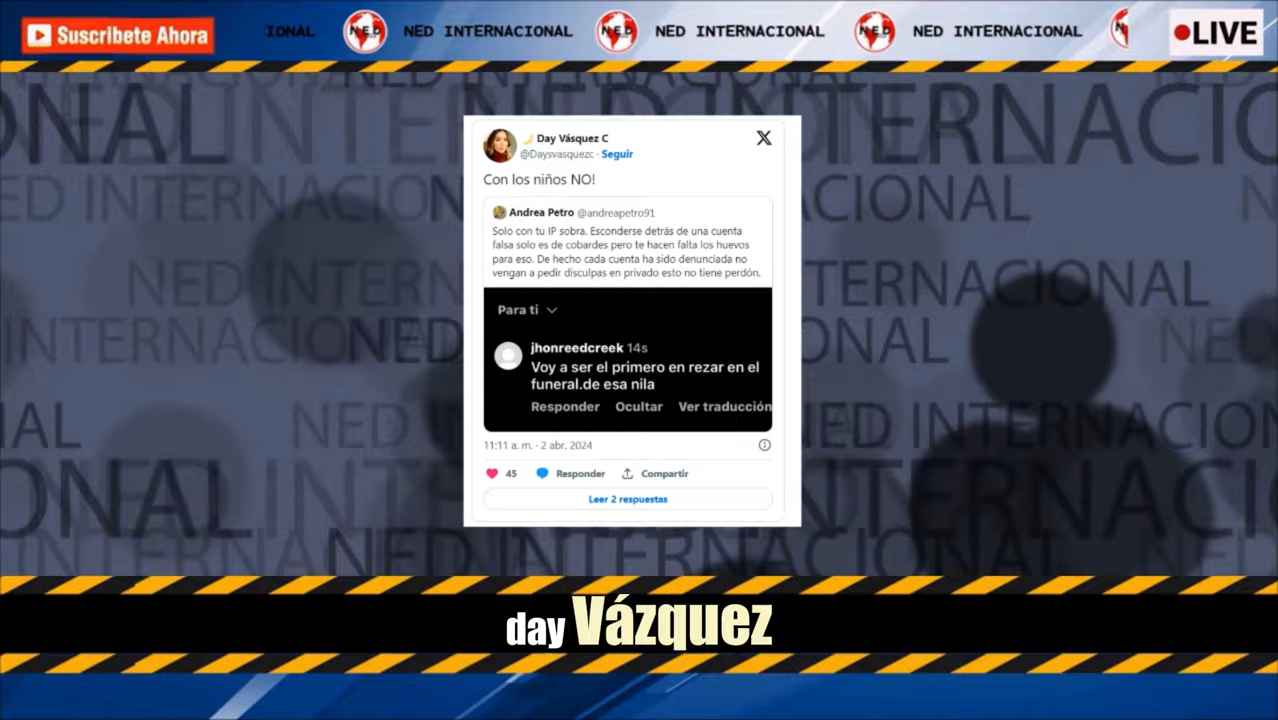 Suscribete Ahora
IONAL NED NED INTERNACIONAL NED NED INTERNACIONAL NED NED INTERNACIONAL
LIVE
Day Vásquez C
@Daysvasquezc · Seguir
Con los niños NO!
Andrea Petro @andreapetro91
Solo con tu IP sobra. Esconderse detrás de una cuenta
falsa solo es de cobardes pero te hacen falta los huevos
para eso. De hecho cada cuenta ha sido denunciada no
vengan a pedir disculpas en privado esto no tiene perdón.
Para ti
jhonreedcreek 14s
Voy a ser el primero en rezar en el
funeral.de esa nila
Responder Ocultar Ver traducción
11:11 a. m. · 2 abr. 2024
45 Responder Compartir
Leer 2 respuestas
day Vázquez